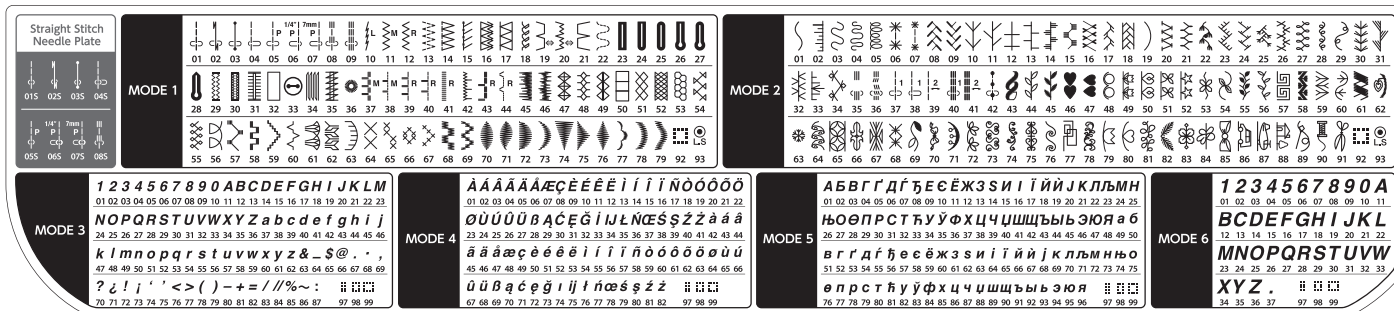 Straight Stitch
Needle Plate
01S 02S 03S 04S
P 1/4" P 7mm P
05S 06S 07S 08S
MODE 1
P 1/4" P 7mm P L M R
01 02 03 04 05 06 07 08 09 10 11 12 13 14 15 16 17 18 19 20 21 22 23 24 25 26 27
M R R R
28 29 30 31 32 33 34 35 36 37 38 39 40 41 42 43 44 45 46 47 48 49 50 51 52 53 54
L.S
55 56 57 58 59 60 61 62 63 64 65 66 67 68 69 70 71 72 73 74 75 76 77 78 79 92 93
MODE 2
01 02 03 04 05 06 07 08 09 10 11 12 13 14 15 16 17 18 19 20 21 22 23 24 25 26 27 28 29 30 31
1 1 2 1
32 33 34 35 36 37 38 39 40 41 42 43 44 45 46 47 48 49 50 51 52 53 54 55 56 57 58 59 60 61 62
L.S
63 64 65 66 67 68 69 70 71 72 73 74 75 76 77 78 79 80 81 82 83 84 85 86 87 88 89 90 91 92 93
MODE 3
1 2 3 4 5 6 7 8 9 0 A B C D E F G H I J K L M
01 02 03 04 05 06 07 08 09 10 11 12 13 14 15 16 17 18 19 20 21 22 23
N O P Q R S T U V W X Y Z a b c d e f g h i j
24 25 26 27 28 29 30 31 32 33 34 35 36 37 38 39 40 41 42 43 44 45 46
k l m n o p q r s t u v w x y z & _ $ @ . · ,
47 48 49 50 51 52 53 54 55 56 57 58 59 60 61 62 63 64 65 66 67 68 69
? ¿ ! ¡ ‘ ’ < > ( ) – + = / // % ~ :
70 71 72 73 74 75 76 77 78 79 80 81 82 83 84 85 86 87 97 98 99
MODE 4
À Á Â Ã Ä Å Æ Ç È É Ê Ë Ì Í Î Ï Ñ Ò Ó Ô Õ Ö
01 02 03 04 05 06 07 08 09 10 11 12 13 14 15 16 17 18 19 20 21 22
Ø Ù Ú Û Ü ß Ą Ć Ę Ğ İ IJ Ł Ń Œ Ś Ş Ź Ż à á â
23 24 25 26 27 28 29 30 31 32 33 34 35 36 37 38 39 40 41 42 43 44
ã ä å æ ç è é ê ë ì í î ï ñ ò ó ô õ ö ø ù ú
45 46 47 48 49 50 51 52 53 54 55 56 57 58 59 60 61 62 63 64 65 66
û ü ß ą ć ę ğ ı ij ł ń œ ś ş ź ż
67 68 69 70 71 72 73 74 75 76 77 78 79 80 81 82 97 98 99
MODE 5
А Б В Г Ґ Д Ѓ Ђ Е Є Ё Ж З Ѕ И І Ї Й Ѝ Ј К Л Љ М Н
01 02 03 04 05 06 07 08 09 10 11 12 13 14 15 16 17 18 19 20 21 22 23 24 25
Њ О Ө П Р С Т Ћ У Ў Ф Х Ц Ч Џ Ш Щ Ъ Ы Ь Э Ю Я а б
26 27 28 29 30 31 32 33 34 35 36 37 38 39 40 41 42 43 44 45 46 47 48 49 50
в г ґ д ѓ ђ е є ё ж з ѕ и і ї й ѝ ј к л љ м н њ о
51 52 53 54 55 56 57 58 59 60 61 62 63 64 65 66 67 68 69 70 71 72 73 74 75
ө п р с т ћ у ў ф х ц ч џ ш щ ъ ы ь э ю я
76 77 78 79 80 81 82 83 84 85 86 87 88 89 90 91 92 93 94 95 96 97 98 99
MODE 6
1 2 3 4 5 6 7 8 9 0 A
01 02 03 04 05 06 07 08 09 10 11
B C D E F G H I J K L
12 13 14 15 16 17 18 19 20 21 22
M N O P Q R S T U V W
23 24 25 26 27 28 29 30 31 32 33
X Y Z .
34 35 36 37 97 98 99